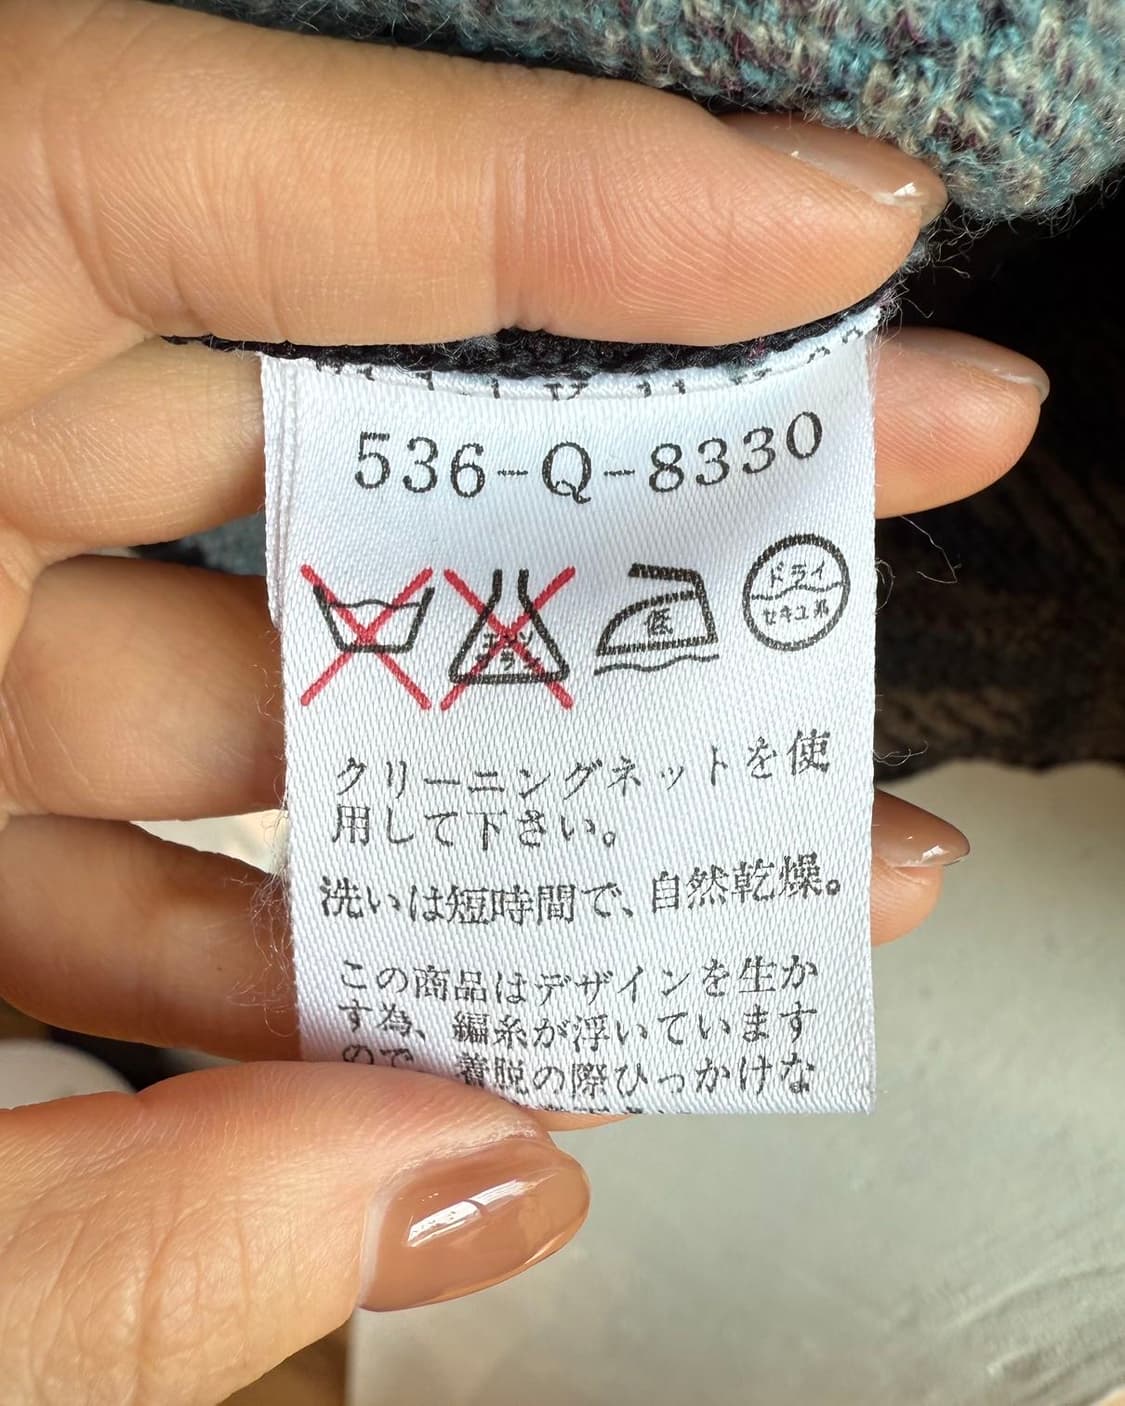 536-Q-8330
エンソ
サラシ
低
ドライ
セキユ系
クリーニングネットを使
用して下さい。
洗いは短時間で、自然乾燥。
この商品はデザインを生か
す為、編糸が浮いています
ので、着脱の際ひっかけな